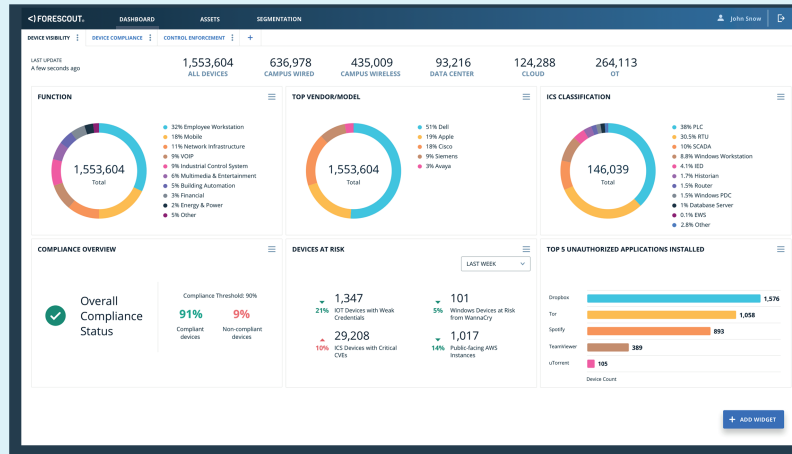 <) FORESCOUT.
DASHBOARD
ASSETS
SEGMENTATION
John Snow
DEVICE VISIBILITY
DEVICE COMPLIANCE
CONTROL ENFORCEMENT
+
LAST UPDATE
A few seconds ago
1,553,604
ALL DEVICES
636,978
CAMPUS WIRED
435,009
CAMPUS WIRELESS
93,216
DATA CENTER
124,288
CLOUD
264,113
OT
FUNCTION
1,553,604
Total
32% Employee Workstation
18% Mobile
11% Network Infrastructure
9% VOIP
9% Industrial Control System
6% Multimedia & Entertainment
5% Building Automation
3% Financial
2% Energy & Power
5% Other
TOP VENDOR/MODEL
1,553,604
Total
51% Dell
19% Apple
18% Cisco
9% Siemens
3% Avaya
ICS CLASSIFICATION
146,039
Total
38% PLC
30.5% RTU
10% SCADA
8.8% Windows Workstation
4.1% IED
1.7% Historian
1.5% Router
1.5% Windows PDC
1% Database Server
0.1% EWS
2.8% Other
COMPLIANCE OVERVIEW
Overall
Compliance
Status
Compliance Threshold: 90%
91%
Compliant
devices
9%
Non-compliant
devices
DEVICES AT RISK
LAST WEEK
21%
1,347
IOT Devices with Weak
Credentials
5%
101
Windows Devices at Risk
from WannaCry
10%
29,208
ICS Devices with Critical
CVEs
14%
1,017
Public-facing AWS
Instances
TOP 5 UNAUTHORIZED APPLICATIONS INSTALLED
Dropbox
1,576
Tor
1,058
Spotify
893
TeamViewer
389
uTorrent
105
Device Count
+ ADD WIDGET